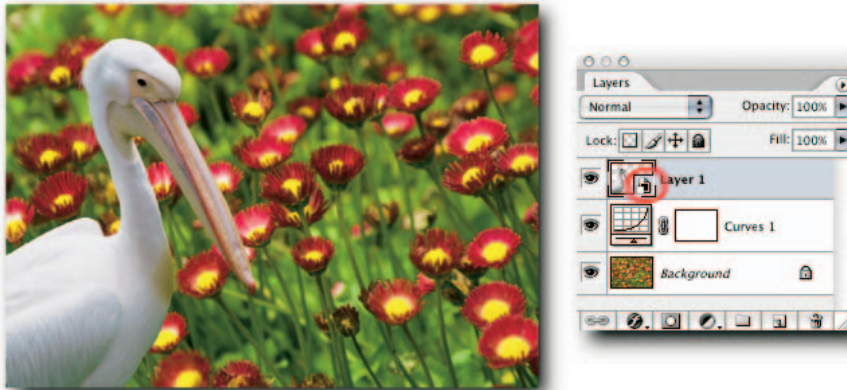 Layers
Normal Opacity: 100%
Lock: Fill: 100%
Layer 1
Curves 1
Background